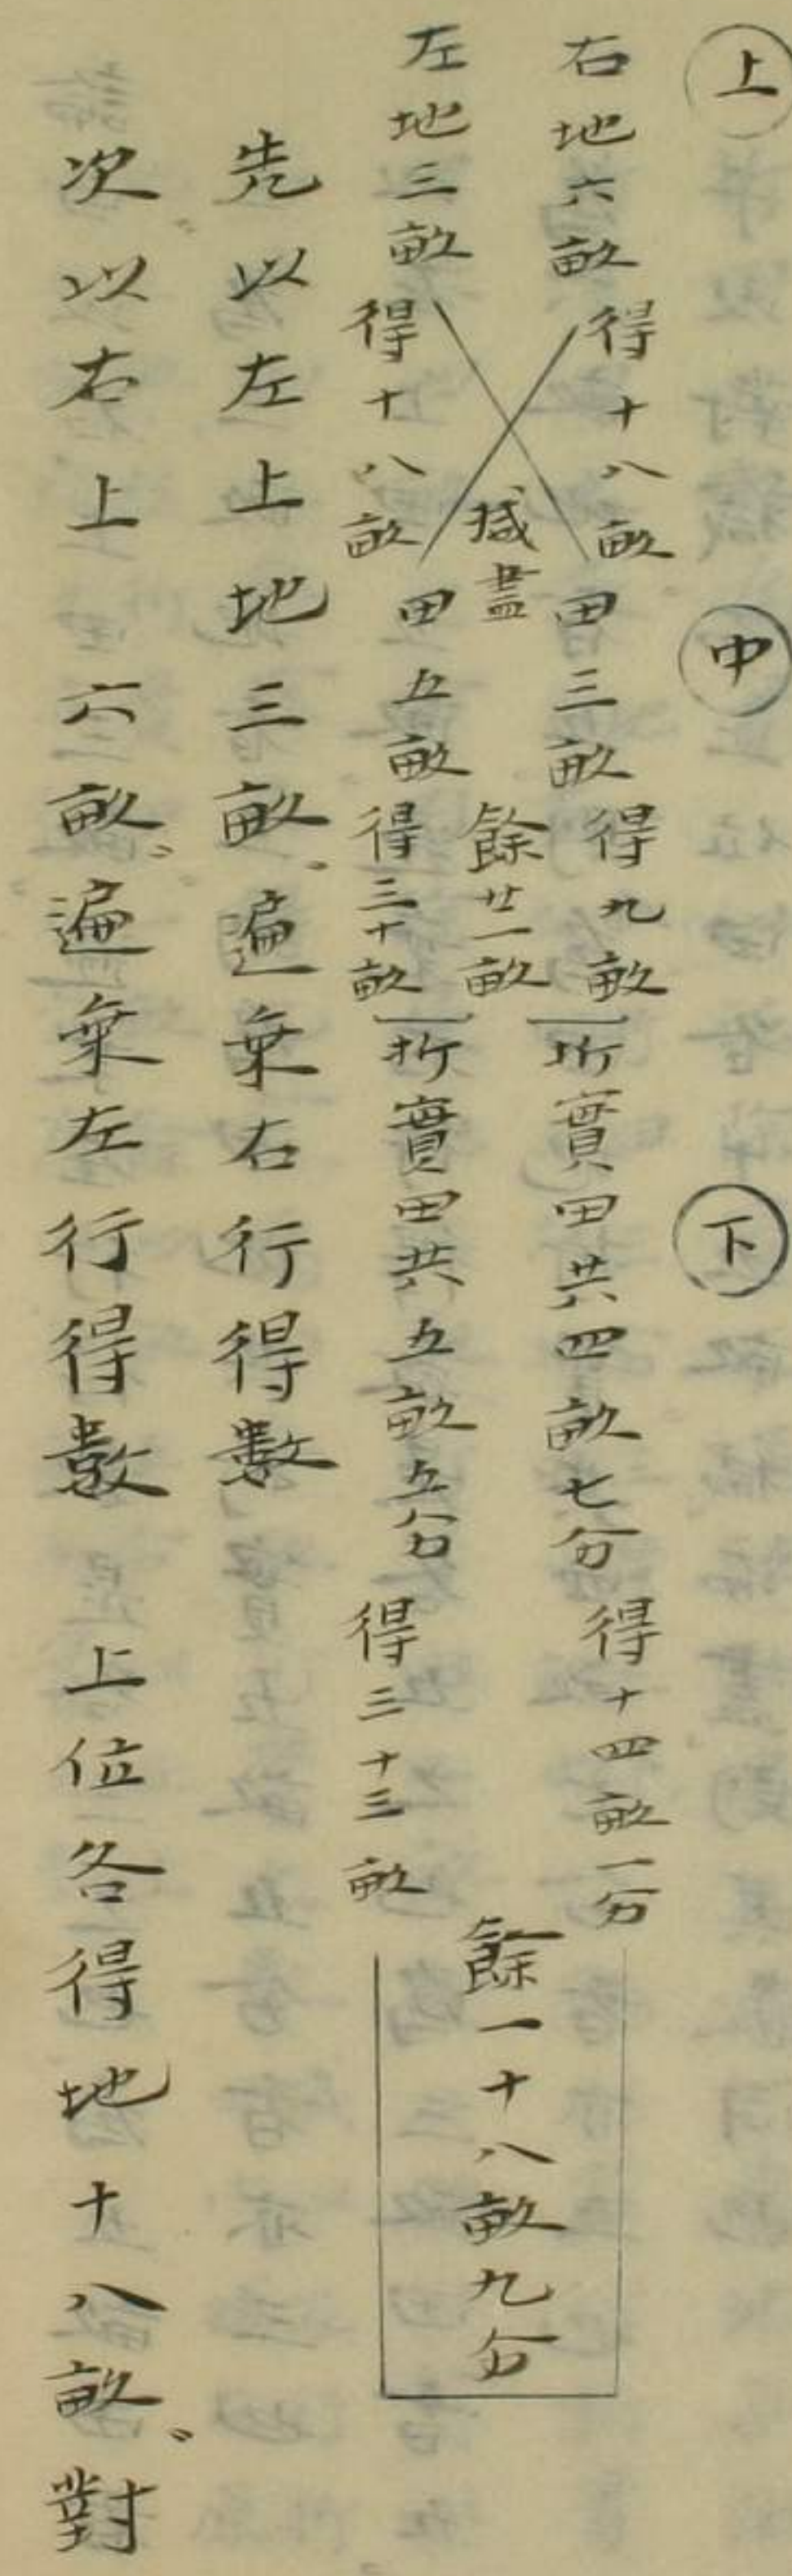 上 中 下
右地六畝 得十八畝 田三畝 得九畝 折實田共四畝七分 得十四畝一分
減盡 餘廿一畝 餘一十八畝九分
左地三畝 得十八畝 田五畝 得三十畝 折實田共五畝五分 得三十三畝
先以左上地三畝遍乗右行得數
次以右上六畝遍乗左行得數 上位各得地十八畝對